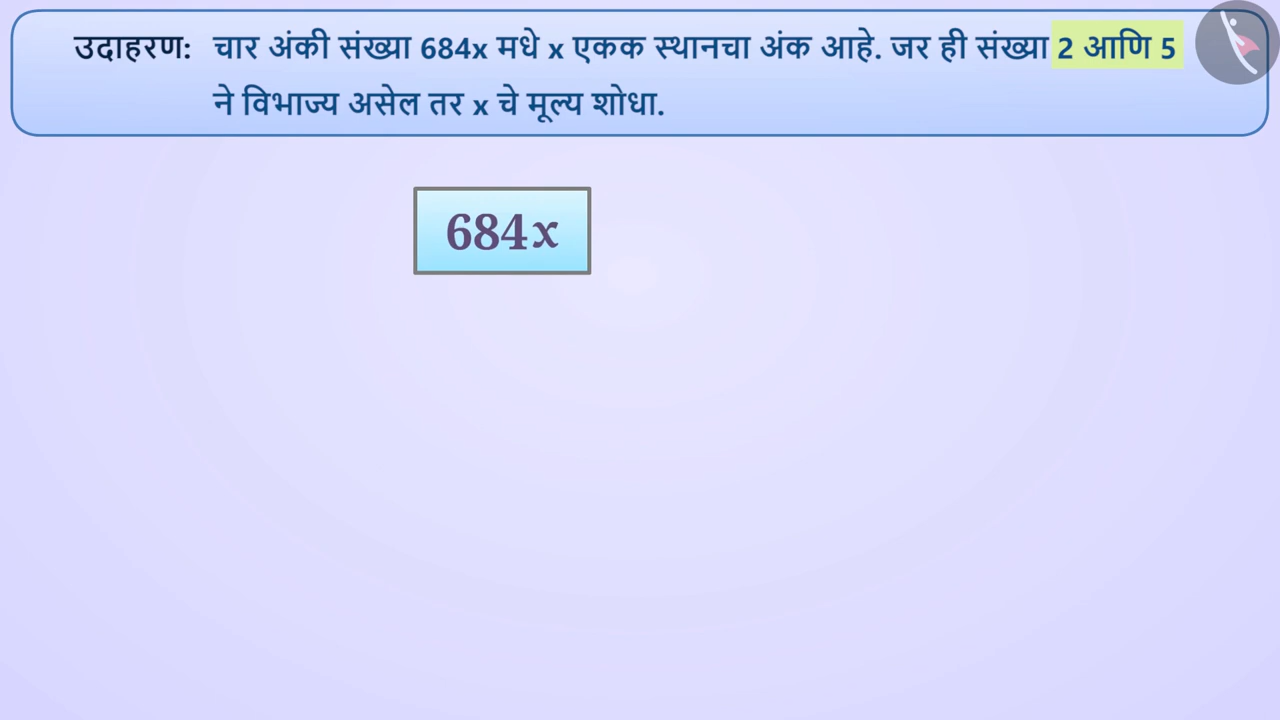 उदाहरण: चार अंकी संख्या 684x मधे x एकक स्थानचा अंक आहे. जर ही संख्या 2 आणि 5
ने विभाज्य असेल तर x चे मूल्य शोधा.
684x